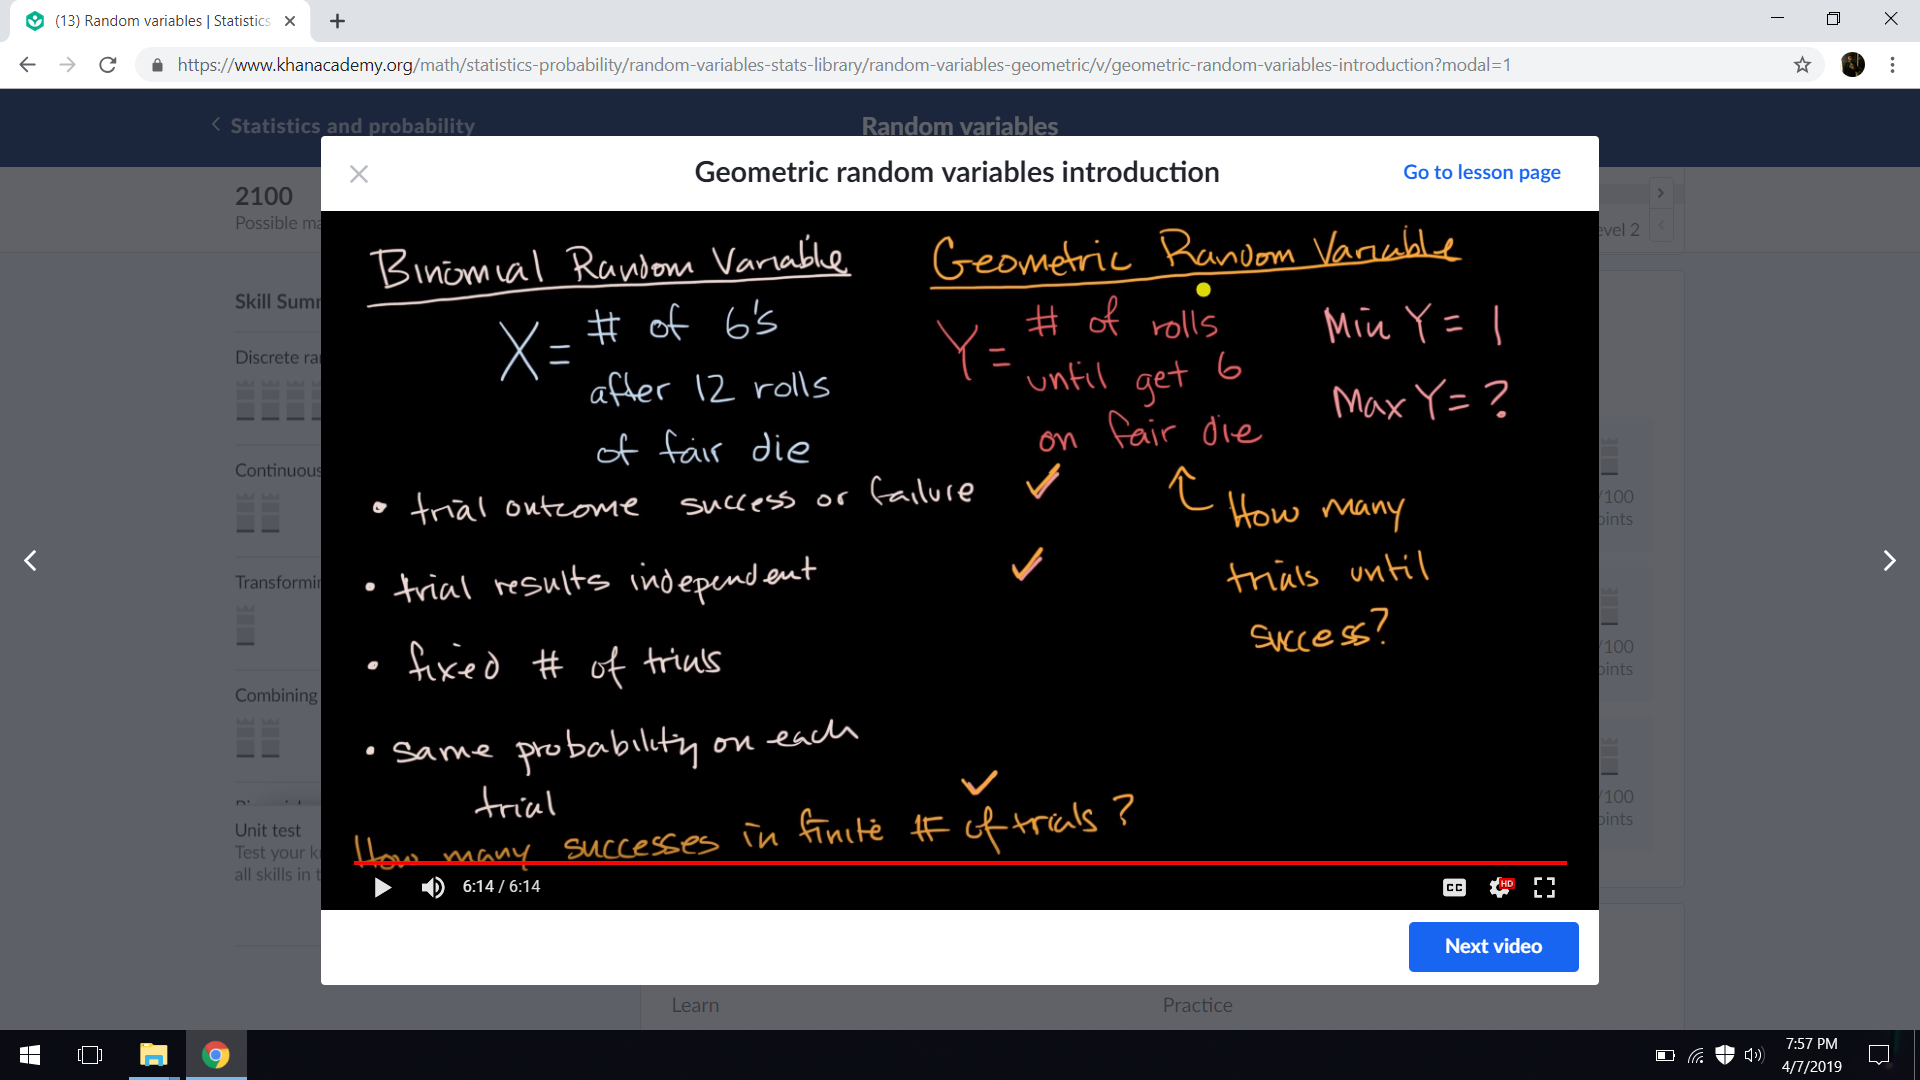 (13) Random variables | Statistics
https://www.khanacademy.org/math/statistics-probability/random-variables-stats-library/random-variables-geometric/v/geometric-random-variables-introduction?modal=1
Statistics and probability
Random variables
2100
Possible ma
Level 2
Geometric random variables introduction
Go to lesson page
Skill Summ
Discrete ra
Continuous
Transformin
Combining
Unit test
Test your k
all skills in t
/100
oints
/100
oints
/100
oints
Binomial Random Variable
X = # of 6's
after 12 rolls
of fair die
• trial outcome success or failure ✓
• trial results independent ✓
• fixed # of trials
• same probability on each
trial ✓
How many successes in finite # of trials?
Geometric Random Variable
Y = # of rolls
until get 6
on fair die
Min Y = 1
Max Y = ?
↑ How many
trials until
success?
6:14 / 6:14
CC
HD
Next video
Learn
Practice
7:57 PM
4/7/2019